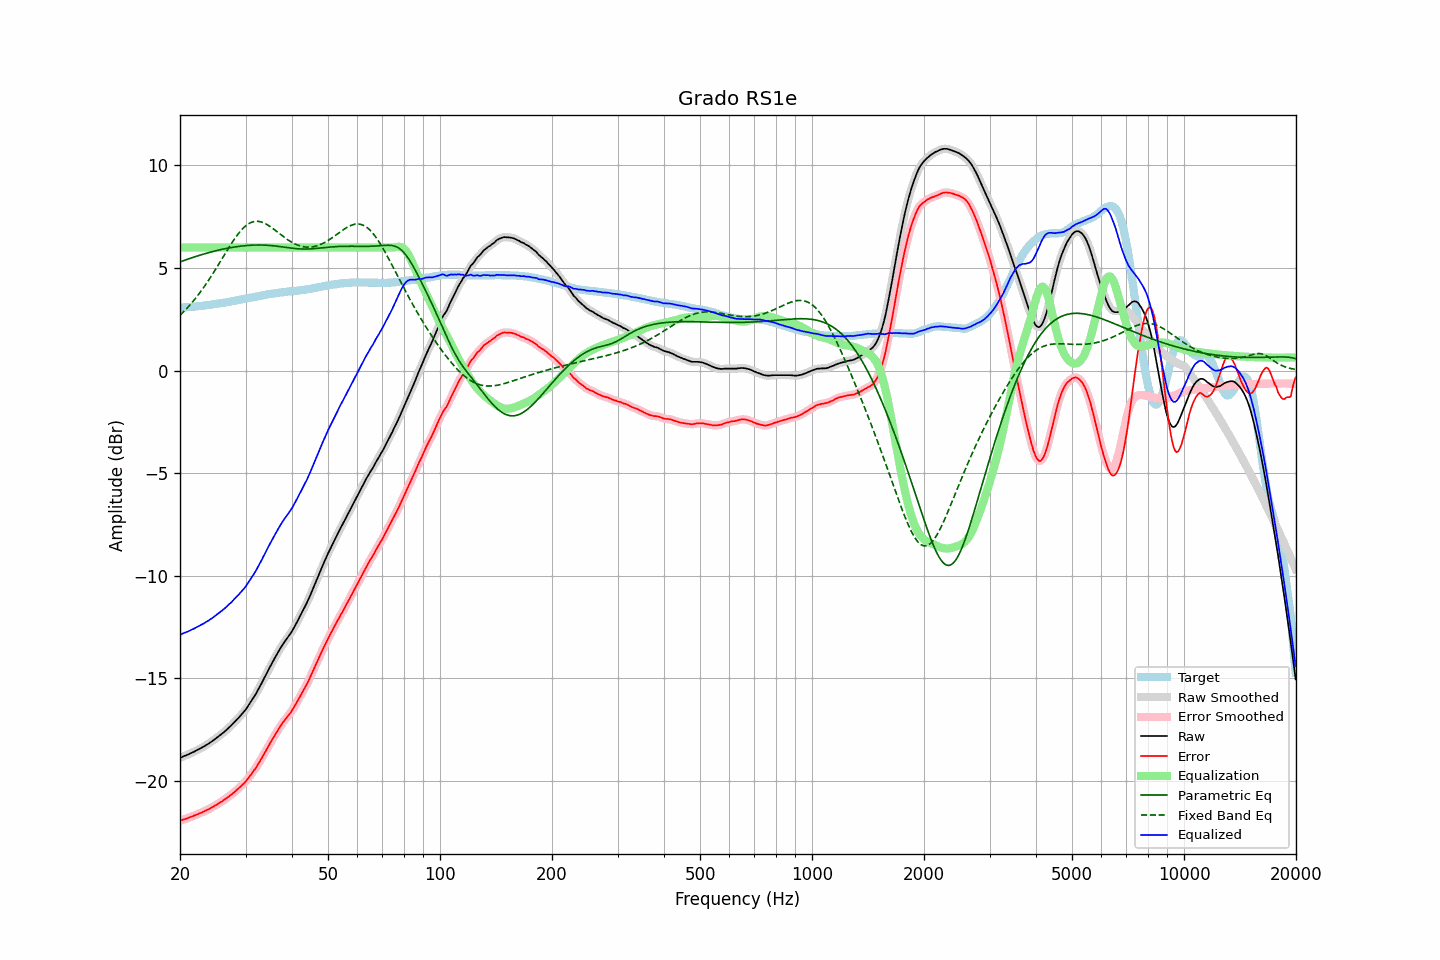 Grado RS1e
Amplitude (dBr)
10
5
0
−5
−10
−15
−20
20
50
100
200
500
1000
2000
5000
10000
20000
Frequency (Hz)
Target
Raw Smoothed
Error Smoothed
Raw
Error
Equalization
Parametric Eq
Fixed Band Eq
Equalized